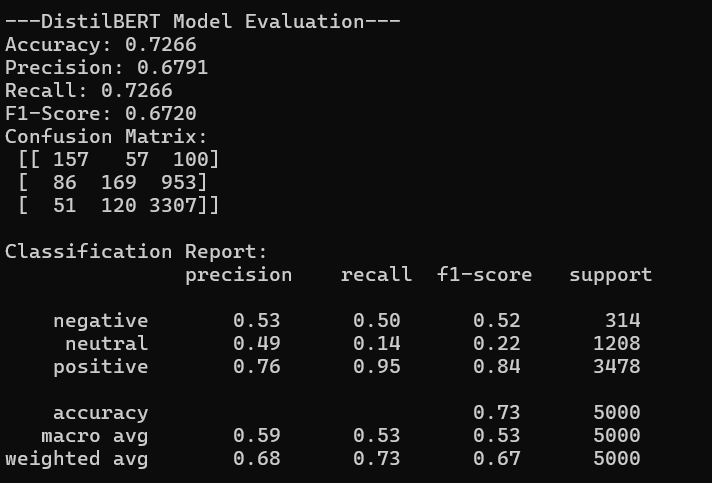 ---DistilBERT Model Evaluation---
Accuracy: 0.7266
Precision: 0.6791
Recall: 0.7266
F1-Score: 0.6720
Confusion Matrix:
 [[ 157   57  100]
 [  86  169  953]
 [  51  120 3307]]
Classification Report:
               precision    recall  f1-score   support
    negative       0.53      0.50      0.52       314
     neutral       0.49      0.14      0.22      1208
    positive       0.76      0.95      0.84      3478
    accuracy                           0.73      5000
   macro avg       0.59      0.53      0.53      5000
weighted avg       0.68      0.73      0.67      5000